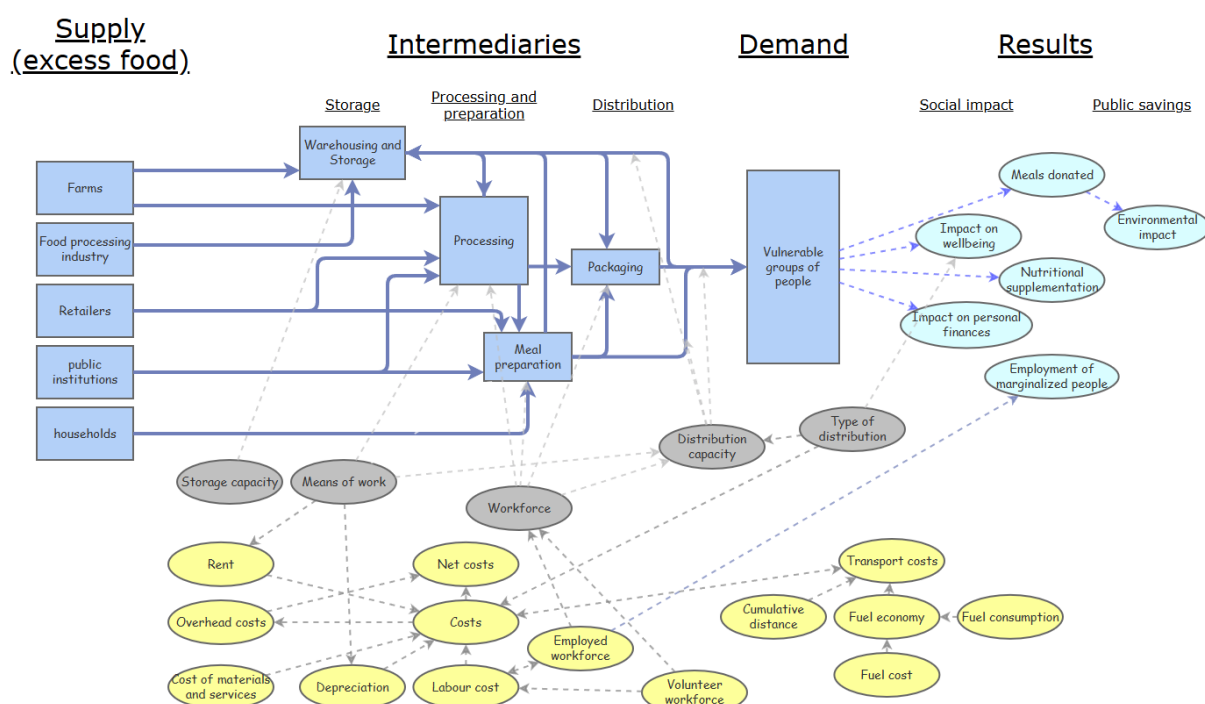 Supply
(excess food)
Intermediaries
Demand
Results
Storage
Processing and
preparation
Distribution
Social impact
Public savings
Warehousing and
Storage
Farms
Food processing
industry
Retailers
public
institutions
households
Processing
Packaging
Meal
preparation
Vulnerable
groups of
people
Meals donated
Environmental
impact
Impact on
wellbeing
Nutritional
supplementation
Impact on personal
finances
Employment of
marginalized people
Type of
distribution
Distribution
capacity
Storage capacity
Means of work
Workforce
Rent
Net costs
Transport costs
Overhead costs
Costs
Cumulative
distance
Fuel economy
Fuel consumption
Employed
workforce
Cost of materials
and services
Depreciation
Labour cost
Volunteer
workforce
Fuel cost